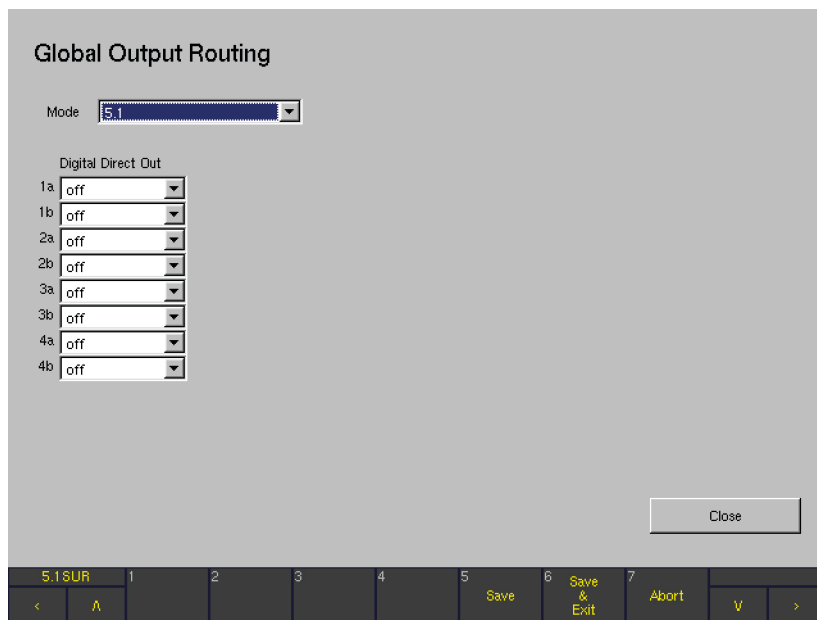 Global Output Routing
Mode 5.1
Digital Direct Out
1a off
1b off
2a off
2b off
3a off
3b off
4a off
4b off
Close
5.1SUR 1 2 3 4 5 Save 6 Save & Exit 7 Abort
< Λ V >